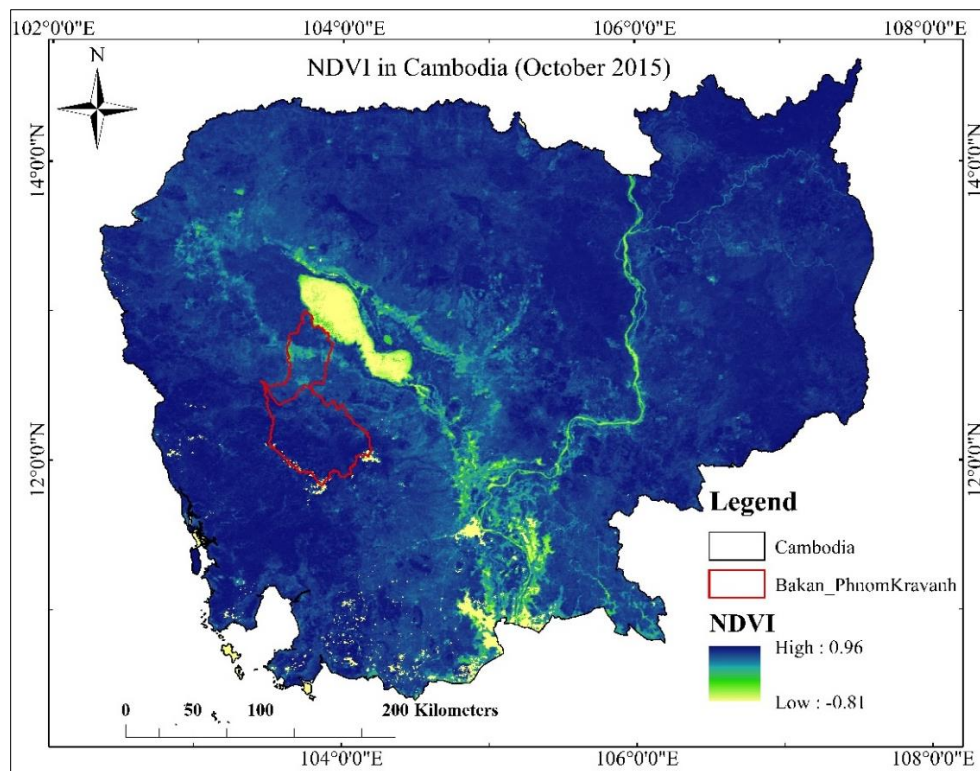 102°0'0"E 104°0'0"E 106°0'0"E 108°0'0"E
N
NDVI in Cambodia (October 2015)
14°0'0"N 14°0'0"N
12°0'0"N 12°0'0"N
Legend
Cambodia
Bakan_PhnomKravanh
NDVI
High : 0.96
Low : -0.81
0 50 100 200 Kilometers
104°0'0"E 106°0'0"E 108°0'0"E